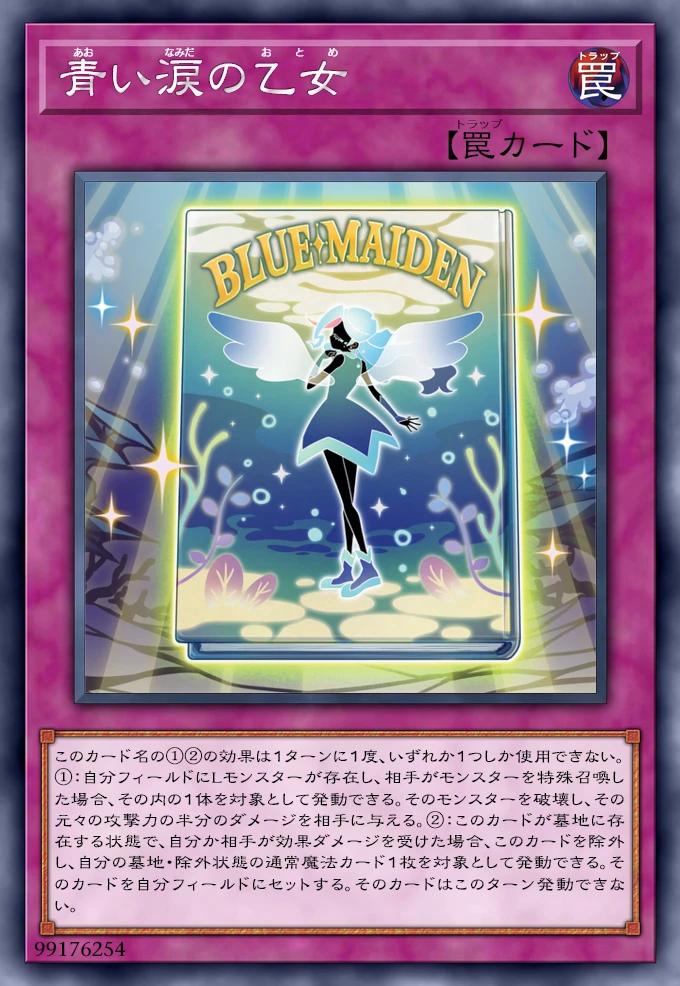 あお なみだ おとめ
青い涙の乙女
トラップ
罠
トラップ
【罠カード】
BLUE MAIDEN
このカード名の①②の効果は1ターンに1度、いずれか1つしか使用できない。
①：自分フィールドにLモンスターが存在し、相手がモンスターを特殊召喚し
た場合、その内の1体を対象として発動できる。そのモンスターを破壊し、その
元々の攻撃力の半分のダメージを相手に与える。②：このカードが墓地に存
在する状態で、自分か相手が効果ダメージを受けた場合、このカードを除外
し、自分の墓地・除外状態の通常魔法カード1枚を対象として発動できる。そ
のカードを自分フィールドにセットする。そのカードはこのターン発動できな
い。
99176254